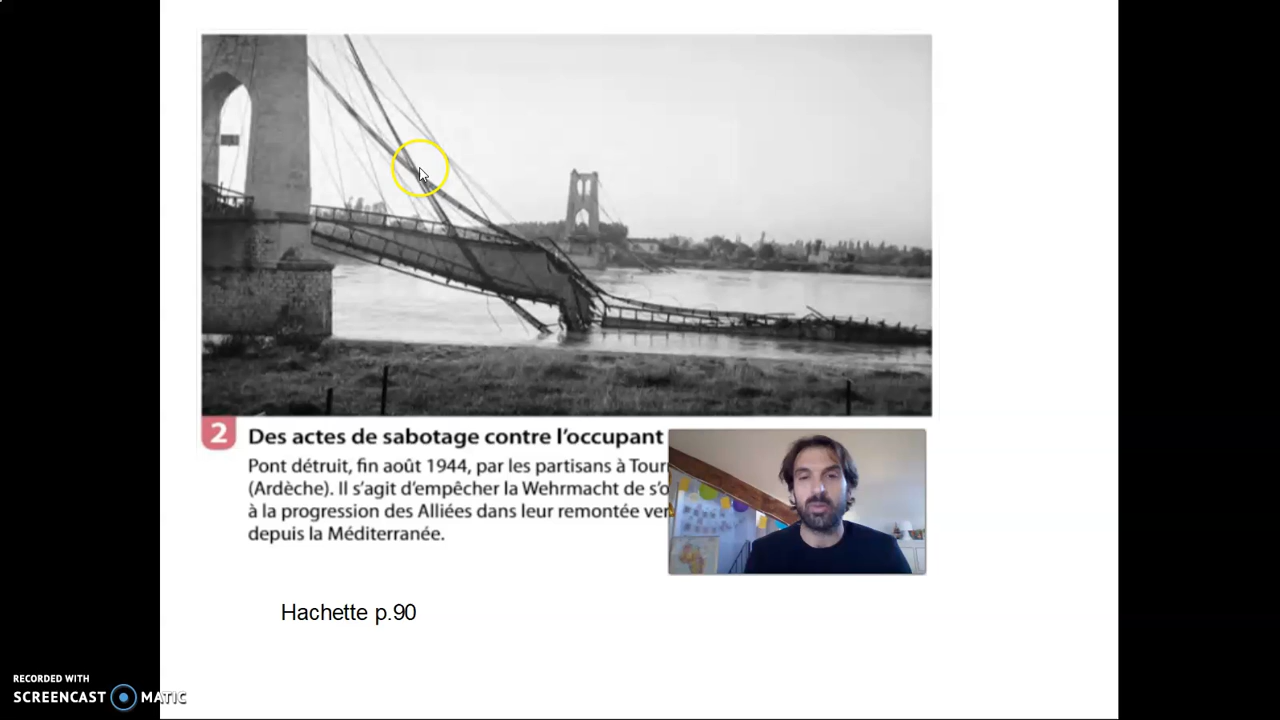 2
Des actes de sabotage contre l'occupant
Pont détruit, fin août 1944, par les partisans à
(Ardèche). Il s'agit d'empêcher la Wehrmacht de
à la progression des Alliées dans leur remontée
depuis la Méditerranée.
Hachette p.90
RECORDED WITH
SCREENCAST MATIC